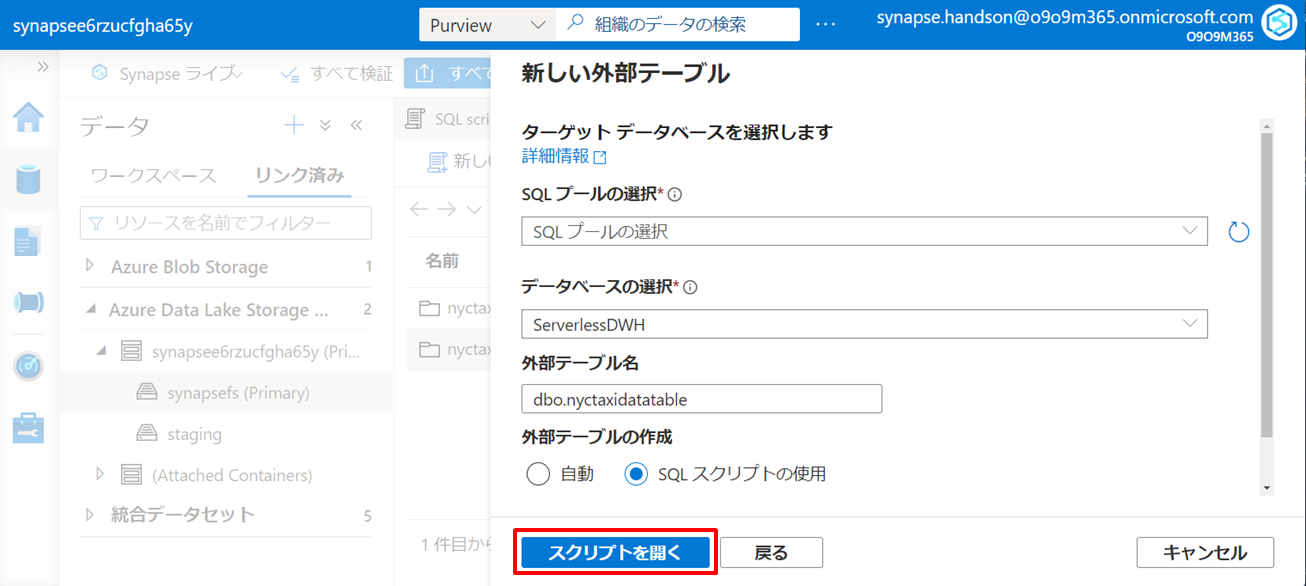 synapsee6rzucfgha65y
Purview
組織のデータの検索
...
synapse.handson@o9o9m365.onmicrosoft.com
O9O9M365
Synapse ライブ
すべて検証
すべて
データ
ワークスペース
リンク済み
リソースを名前でフィルター
Azure Blob Storage 1
Azure Data Lake Storage ... 2
synapsee6rzucfgha65y (Pri...
synapsefs (Primary)
staging
(Attached Containers)
統合データセット 5
SQL scri
新し
名前
nyctax
nyctax
1 件目から
新しい外部テーブル
ターゲット データベースを選択します
詳細情報
SQL プールの選択*
SQL プールの選択
データベースの選択*
ServerlessDWH
外部テーブル名
dbo.nyctaxidatatable
外部テーブルの作成
自動
SQL スクリプトの使用
スクリプトを開く
戻る
キャンセル